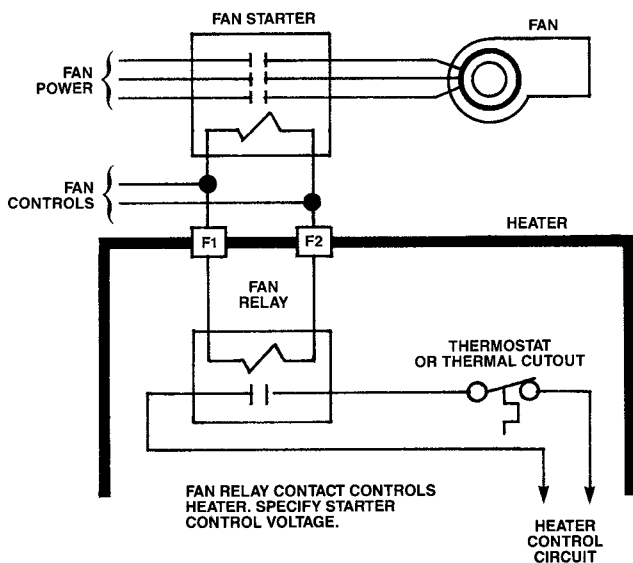 FAN STARTER
FAN
FAN
POWER
FAN
CONTROLS
HEATER
F1
F2
FAN
RELAY
THERMOSTAT
OR THERMAL CUTOUT
FAN RELAY CONTACT CONTROLS
HEATER. SPECIFY STARTER
CONTROL VOLTAGE.
HEATER
CONTROL
CIRCUIT